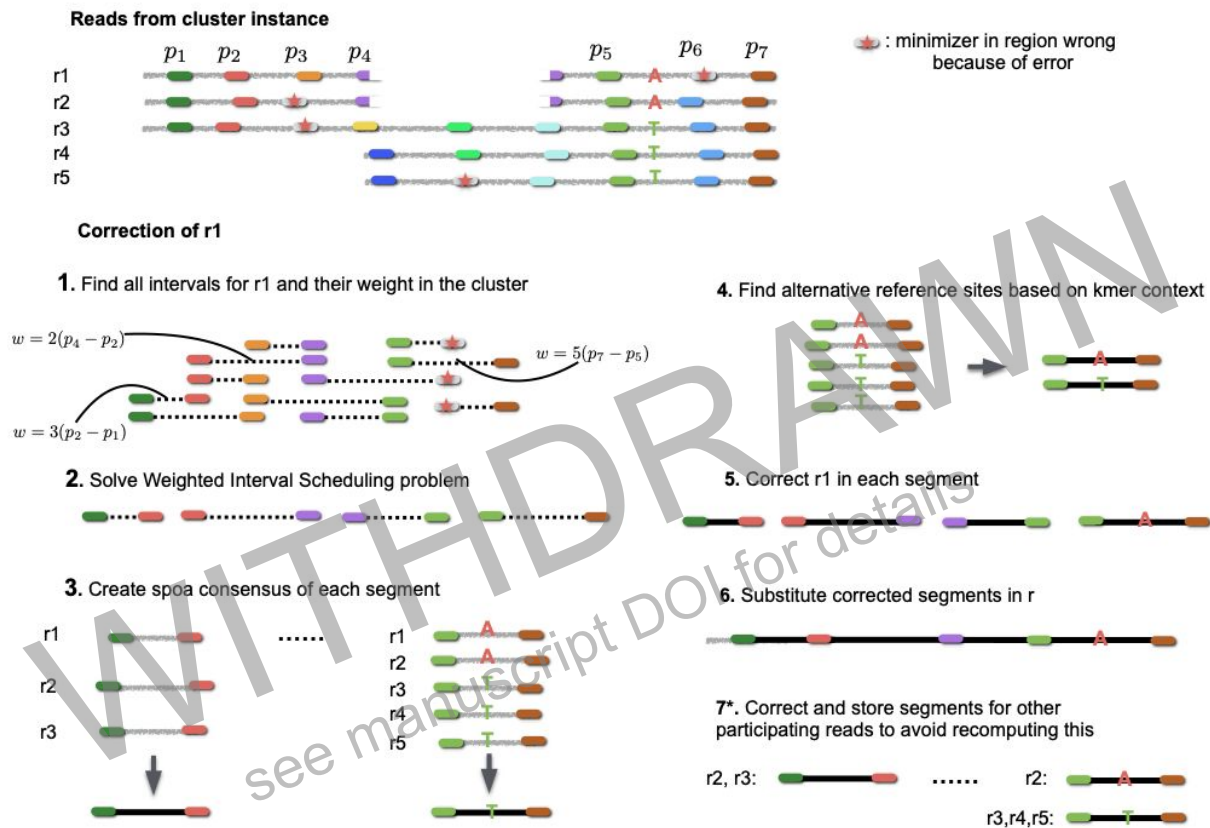 Reads from cluster instance
p1 p2 p3 p4 p5 p6 p7
: minimizer in region wrong
because of error
r1
A
r2
A
r3
T
r4
T
r5
T
Correction of r1
1. Find all intervals for r1 and their weight in the cluster
w = 2(p4 − p2)
w = 5(p7 − p5)
w = 3(p2 − p1)
2. Solve Weighted Interval Scheduling problem
3. Create spoa consensus of each segment
r1
r2
r3
......
r1 A
r2 A
r3 T
r4 T
r5 T
T
4. Find alternative reference sites based on kmer context
A
A
T
T
T
A
T
5. Correct r1 in each segment
A
6. Substitute corrected segments in r
A
7*. Correct and store segments for other
participating reads to avoid recomputing this
r2, r3: ...... r2: A
r3,r4,r5: T
WITHDRAWN
see manuscript DOI for details